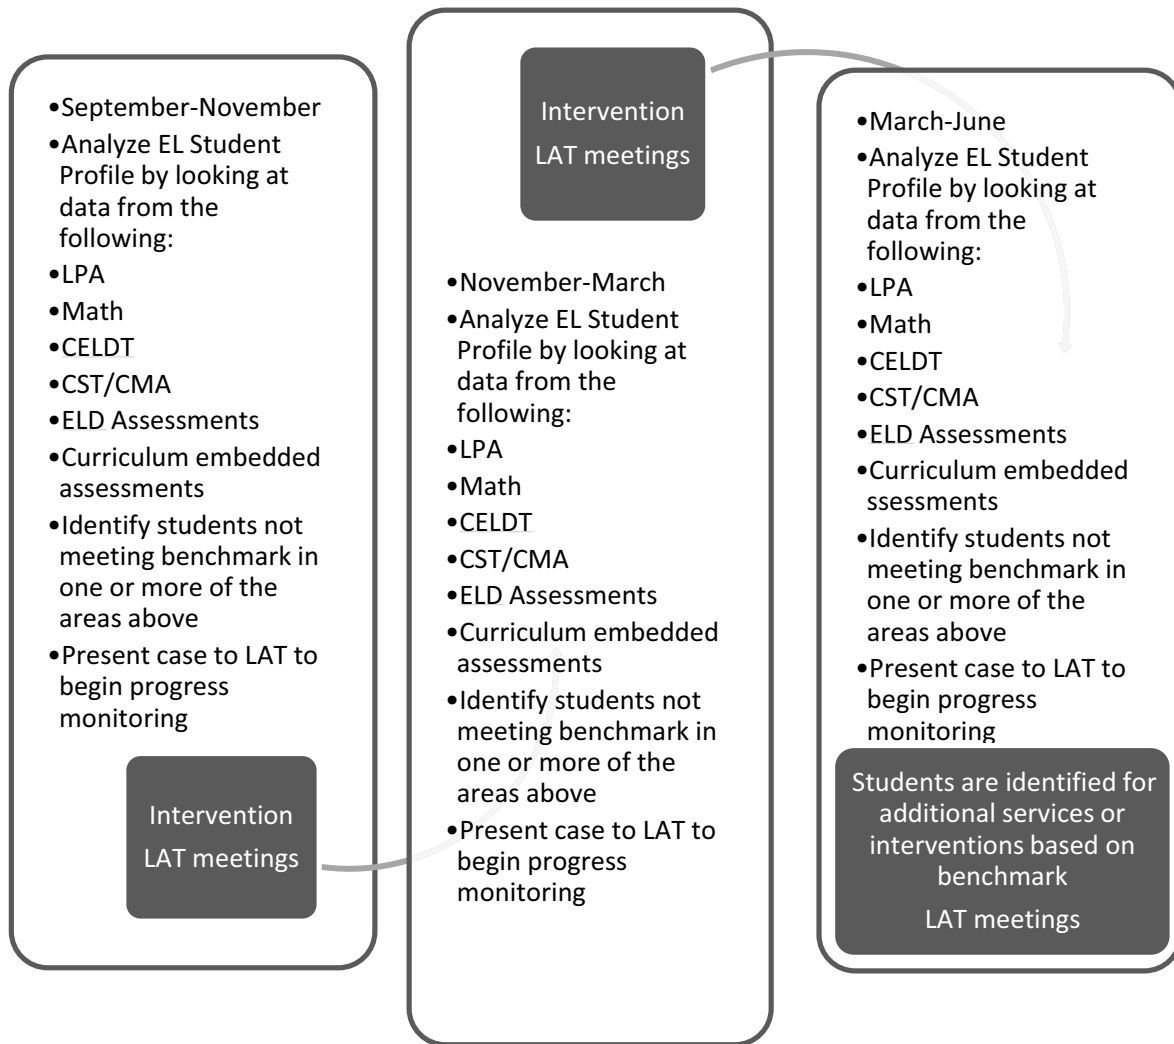 •September-November
•Analyze EL Student
Profile by looking at
data from the
following:
•LPA
•Math
•CELDT
•CST/CMA
•ELD Assessments
•Curriculum embedded
assessments
•Identify students not
meeting benchmark in
one or more of the
areas above
•Present case to LAT to
begin progress
monitoring
Intervention
LAT meetings
Intervention
LAT meetings
•November-March
•Analyze EL Student
Profile by looking at
data from the
following:
•LPA
•Math
•CELDT
•CST/CMA
•ELD Assessments
•Curriculum embedded
assessments
•Identify students not
meeting benchmark in
one or more of the
areas above
•Present case to LAT to
begin progress
monitoring
•March-June
•Analyze EL Student
Profile by looking at
data from the
following:
•LPA
•Math
•CELDT
•CST/CMA
•ELD Assessments
•Curriculum embedded
ssessments
•Identify students not
meeting benchmark in
one or more of the
areas above
•Present case to LAT to
begin progress
monitoring
Students are identified for
additional services or
interventions based on
benchmark
LAT meetings